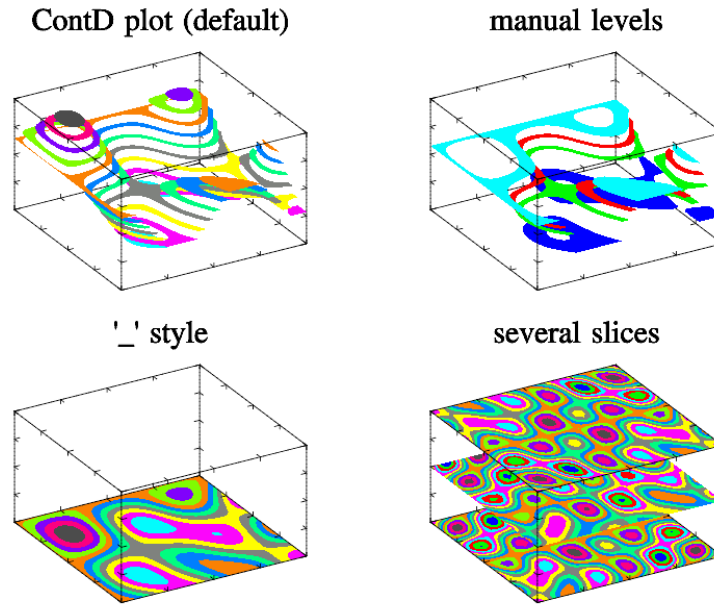 ContD plot (default)
manual levels
'_' style
several slices